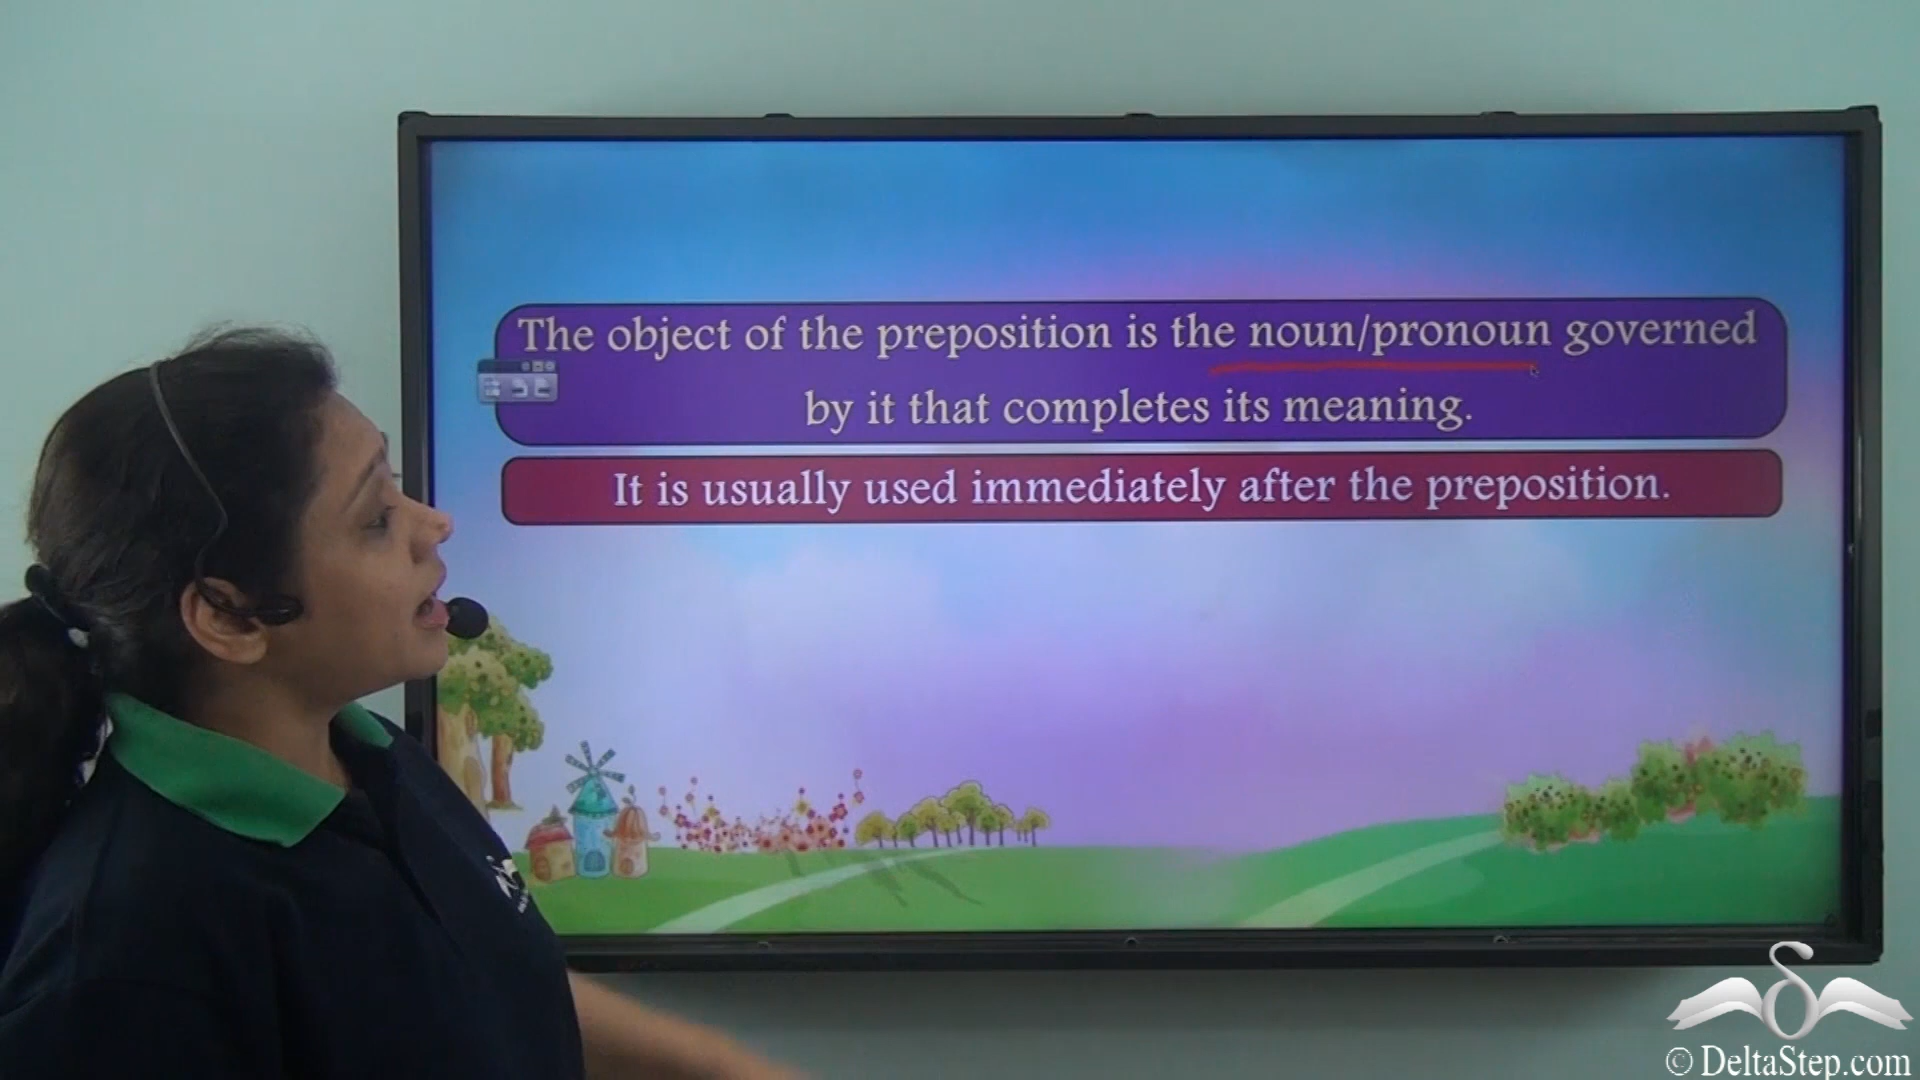 The object of the preposition is the noun/pronoun governed
by it that completes its meaning.
It is usually used immediately after the preposition.
© DeltaStep.com